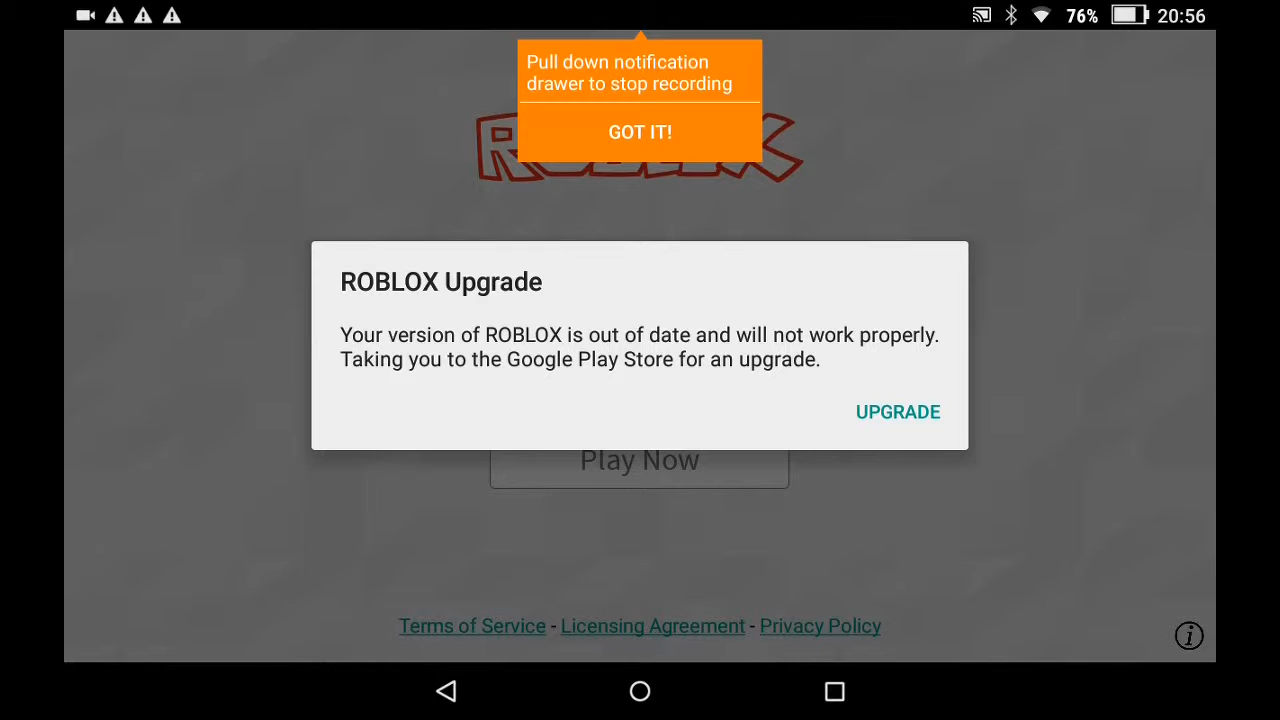 76% 20:56
Pull down notification
drawer to stop recording
GOT IT!
ROBLOX
ROBLOX Upgrade
Your version of ROBLOX is out of date and will not work properly.
Taking you to the Google Play Store for an upgrade.
UPGRADE
Play Now
Terms of Service - Licensing Agreement - Privacy Policy
i